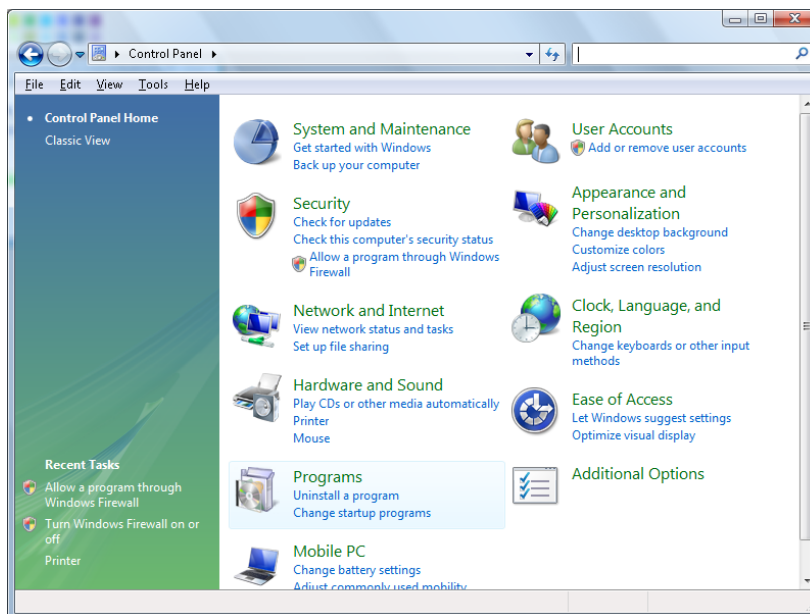 Control Panel
File Edit View Tools Help
Control Panel Home
Classic View
System and Maintenance
Get started with Windows
Back up your computer
Security
Check for updates
Check this computer's security status
Allow a program through Windows
Firewall
Network and Internet
View network status and tasks
Set up file sharing
Hardware and Sound
Play CDs or other media automatically
Printer
Mouse
Programs
Uninstall a program
Change startup programs
Mobile PC
Change battery settings
Adjust commonly used mobility
User Accounts
Add or remove user accounts
Appearance and
Personalization
Change desktop background
Customize colors
Adjust screen resolution
Clock, Language, and
Region
Change keyboards or other input
methods
Ease of Access
Let Windows suggest settings
Optimize visual display
Additional Options
Recent Tasks
Allow a program through
Windows Firewall
Turn Windows Firewall on or
off
Printer